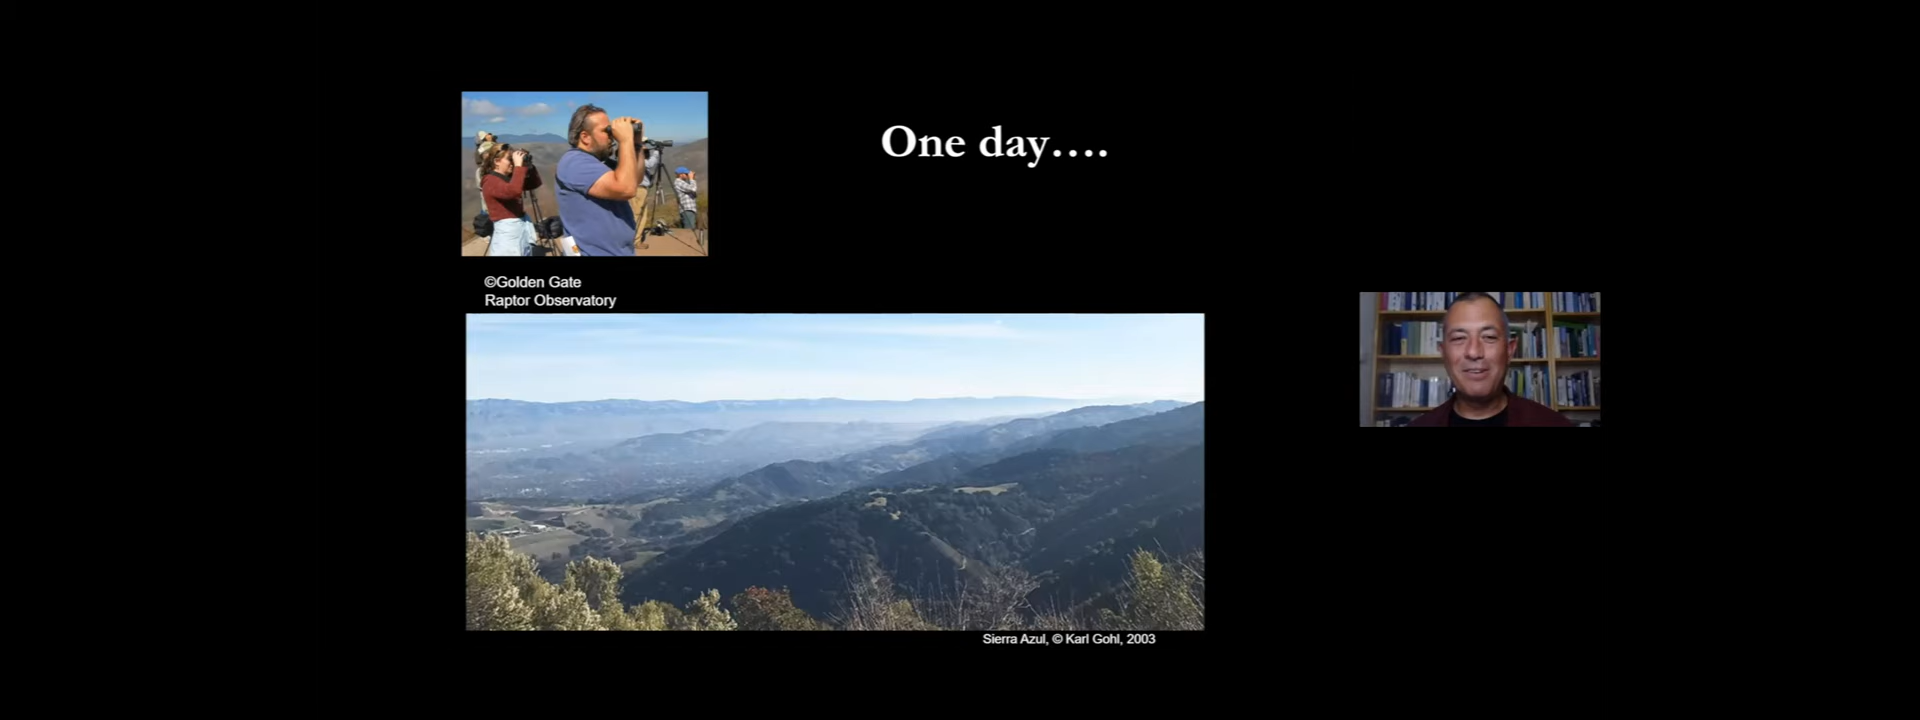 One day....
©Golden Gate
Raptor Observatory
Sierra Azul, © Karl Gohl, 2003